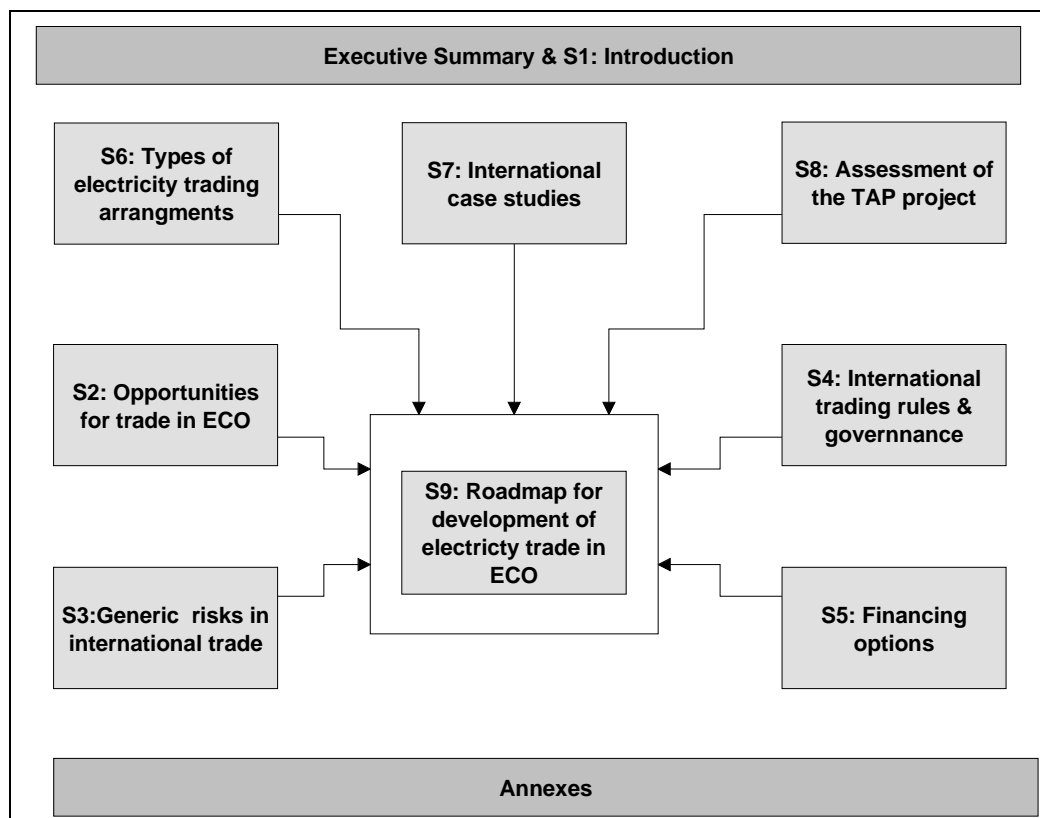 Executive Summary & S1: Introduction
S6: Types of
electricity trading
arrangments
S7: International
case studies
S8: Assessment of
the TAP project
S2: Opportunities
for trade in ECO
S4: International
trading rules &
governnance
S9: Roadmap for
development of
electricty trade in
ECO
S3:Generic risks in
international trade
S5: Financing
options
Annexes